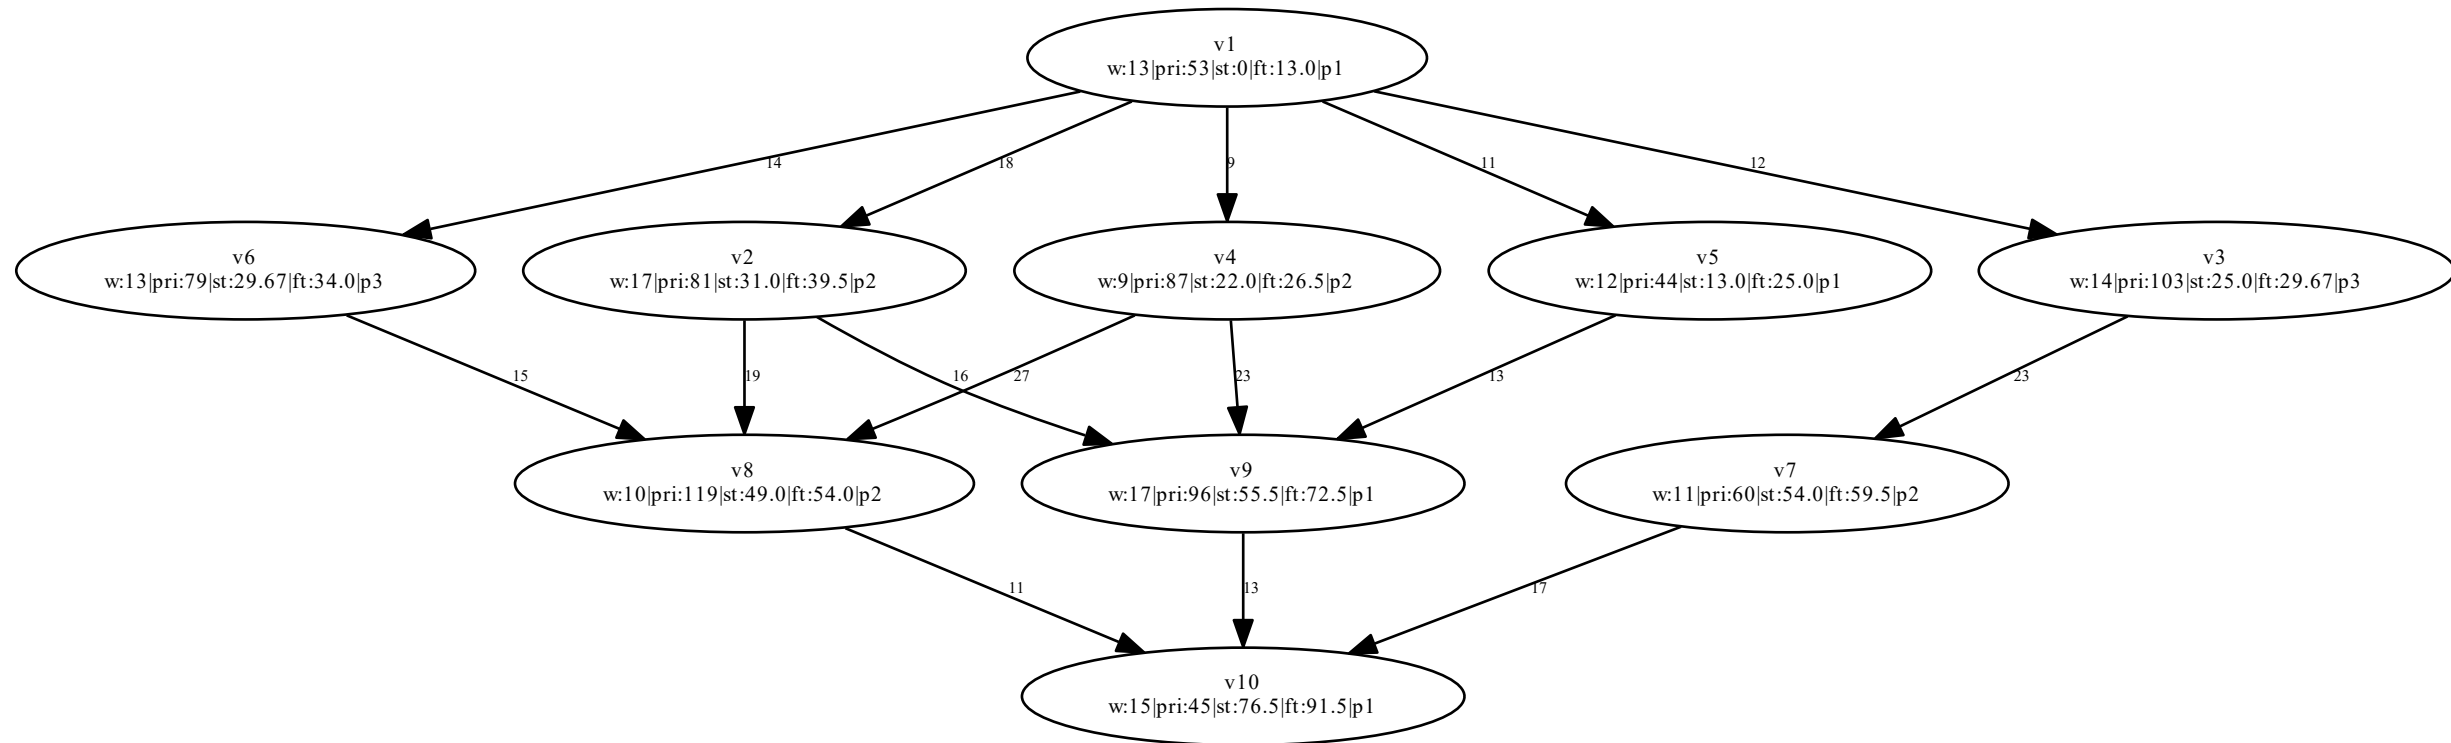 v1
w:13|pri:53|st:0|ft:13.0|p1
14
18
9
11
12
v6
w:13|pri:79|st:29.67|ft:34.0|p3
v2
w:17|pri:81|st:31.0|ft:39.5|p2
v4
w:9|pri:87|st:22.0|ft:26.5|p2
v5
w:12|pri:44|st:13.0|ft:25.0|p1
v3
w:14|pri:103|st:25.0|ft:29.67|p3
15
19
16
27
23
13
23
v8
w:10|pri:119|st:49.0|ft:54.0|p2
v9
w:17|pri:96|st:55.5|ft:72.5|p1
v7
w:11|pri:60|st:54.0|ft:59.5|p2
11
13
17
v10
w:15|pri:45|st:76.5|ft:91.5|p1